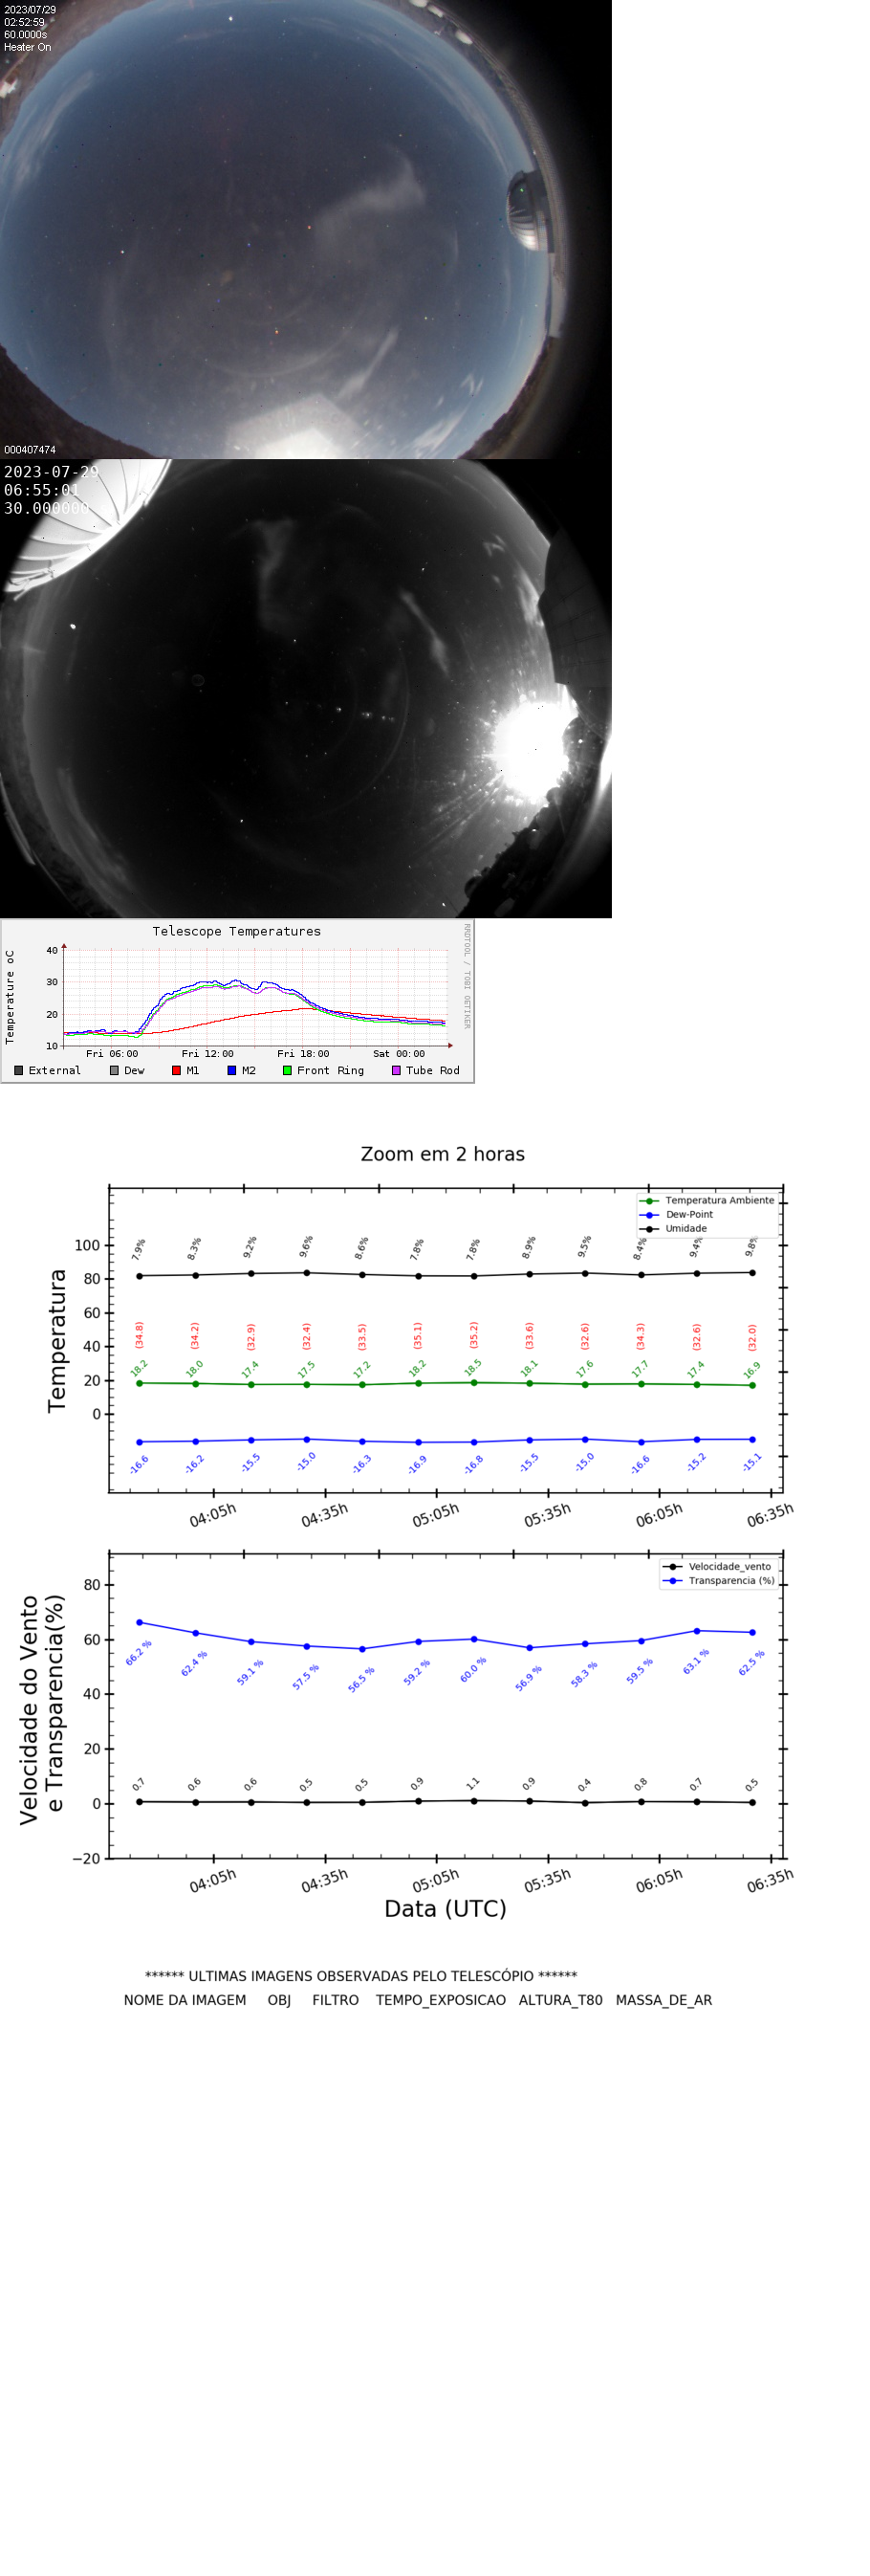 2023/07/29
02:52:59
60.0000s
Heater On
000407474
2023-07-29
06:55:01
30.000000
Telescope Temperatures
RRDTOOL / TOBI OETIKER
Temperature oC
40
30
20
10
Fri 06:00 Fri 12:00 Fri 18:00 Sat 00:00
External Dew M1 M2 Front Ring Tube Rod
Zoom em 2 horas
Temperatura
100
80
60
40
20
0
Temperatura Ambiente
Dew-Point
Umidade
7.9% 8.3% 9.2% 9.6% 8.6% 7.8% 7.8% 8.9% 9.5% 8.4% 9.4% 9.8%
(34.8) (34.2) (32.9) (32.4) (33.5) (35.1) (35.2) (33.6) (32.6) (34.3) (32.6) (32.0)
18.2 18.0 17.4 17.5 17.2 18.2 18.5 18.1 17.6 17.7 17.4 16.9
-16.6 -16.2 -15.5 -15.0 -16.3 -16.9 -16.8 -15.5 -15.0 -16.6 -15.2 -15.1
04:05h 04:35h 05:05h 05:35h 06:05h 06:35h
Velocidade do Vento
e Transparencia(%)
80
60
40
20
0
−20
Velocidade_vento
Transparencia (%)
66.2 % 62.4 % 59.1 % 57.5 % 56.5 % 59.2 % 60.0 % 56.9 % 58.3 % 59.5 % 63.1 % 62.5 %
0.7 0.6 0.6 0.5 0.5 0.9 1.1 0.9 0.4 0.8 0.7 0.5
04:05h 04:35h 05:05h 05:35h 06:05h 06:35h
Data (UTC)
****** ULTIMAS IMAGENS OBSERVADAS PELO TELESCÓPIO ******
NOME DA IMAGEM OBJ FILTRO TEMPO_EXPOSICAO ALTURA_T80 MASSA_DE_AR